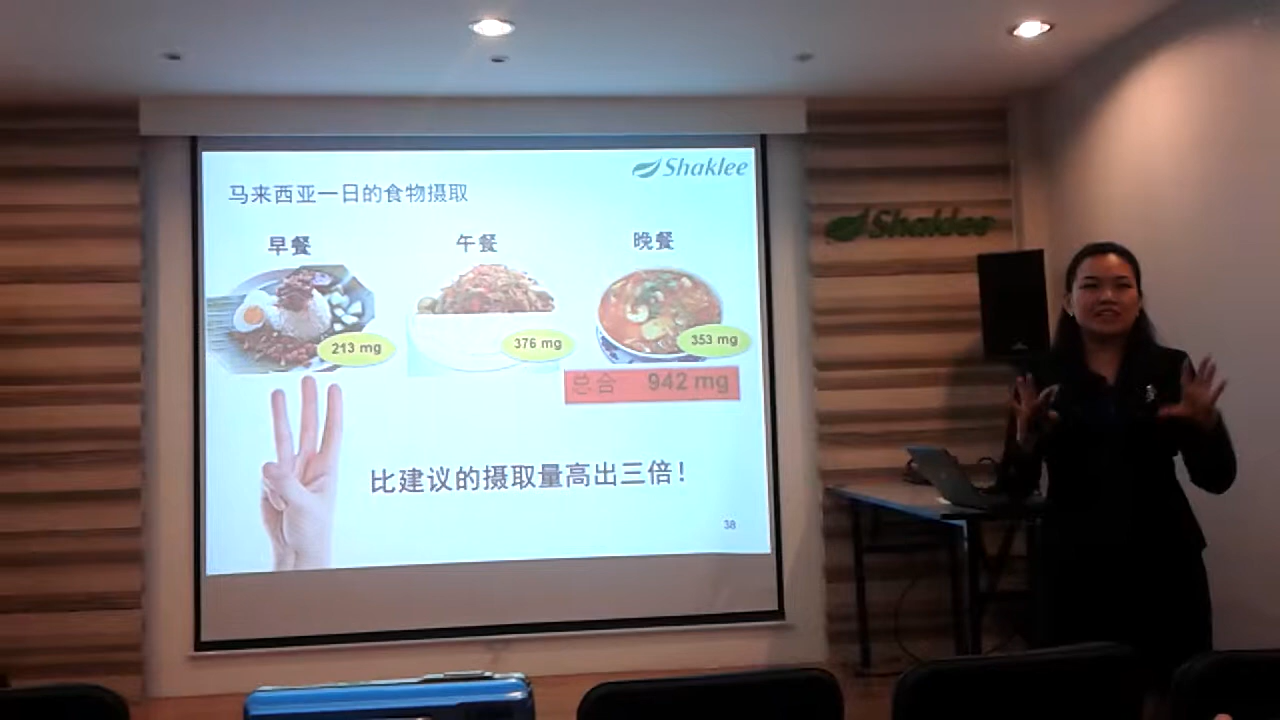 Shaklee
马来西亚一日的食物摄取
早餐
午餐
晚餐
213 mg
376 mg
353 mg
总合 942 mg
比建议的摄取量高出三倍！
38
Shaklee